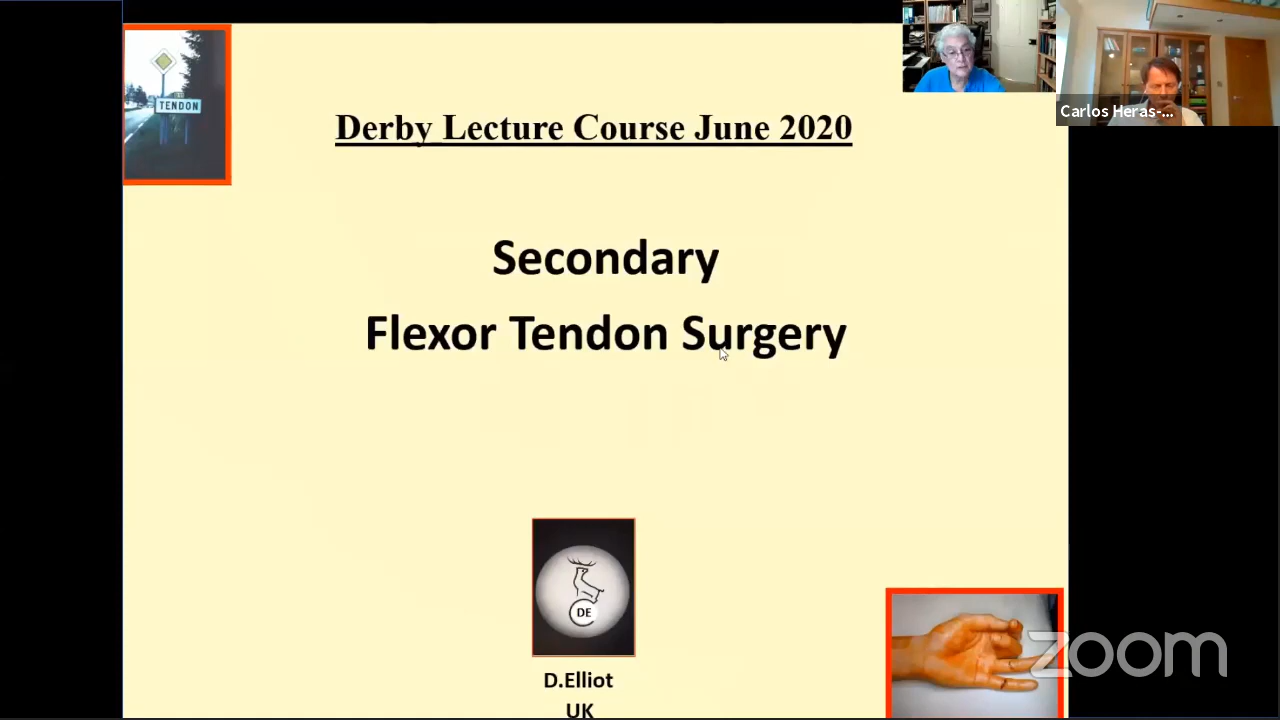 TENDON
Carlos Heras-...
Derby Lecture Course June 2020
Secondary
Flexor Tendon Surgery
DE
D.Elliot
UK
zoom